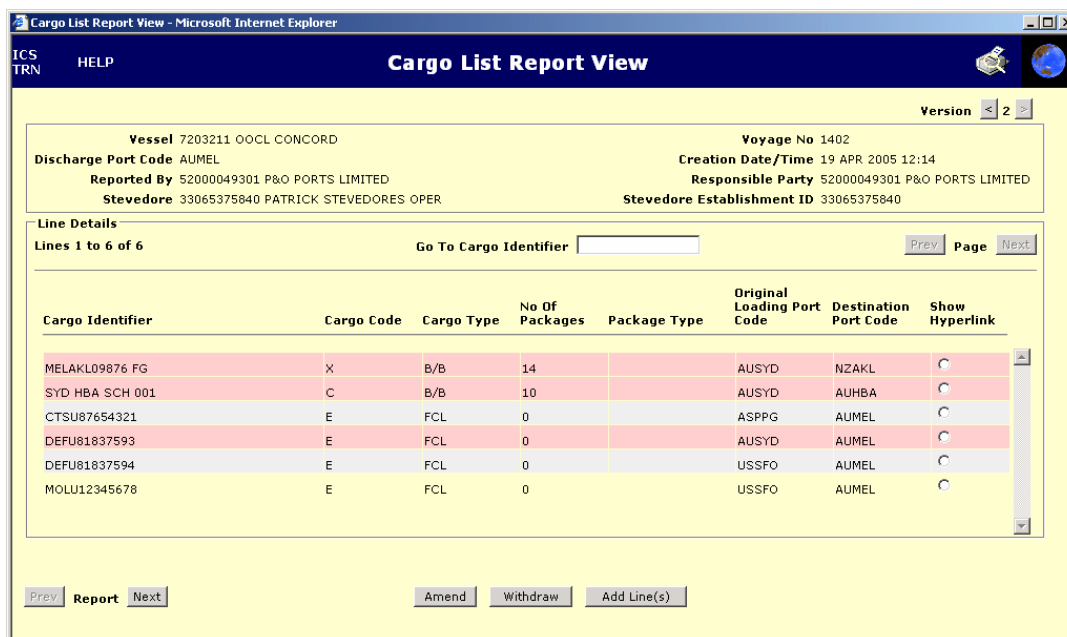 Cargo List Report View - Microsoft Internet Explorer
ICS TRN HELP Cargo List Report View
Version < 2 >
Vessel 7203211 OOCL CONCORD Voyage No 1402
Discharge Port Code AUMEL Creation Date/Time 19 APR 2005 12:14
Reported By 52000049301 P&O PORTS LIMITED Responsible Party 52000049301 P&O PORTS LIMITED
Stevedore 33065375840 PATRICK STEVEDORES OPER Stevedore Establishment ID 33065375840
Line Details
Lines 1 to 6 of 6 Go To Cargo Identifier Prev Page Next
Cargo Identifier Cargo Code Cargo Type No Of Packages Package Type Original Loading Port Code Destination Port Code Show Hyperlink
MELAKL09876 FG X B/B 14 AUSYD NZAKL
SYD HBA SCH 001 C B/B 10 AUSYD AUHBA
CTSU87654321 E FCL 0 ASPPG AUMEL
DEFU81837593 E FCL 0 AUSYD AUMEL
DEFU81837594 E FCL 0 USSFO AUMEL
MOLU12345678 E FCL 0 USSFO AUMEL
Prev Report Next Amend Withdraw Add Line(s)